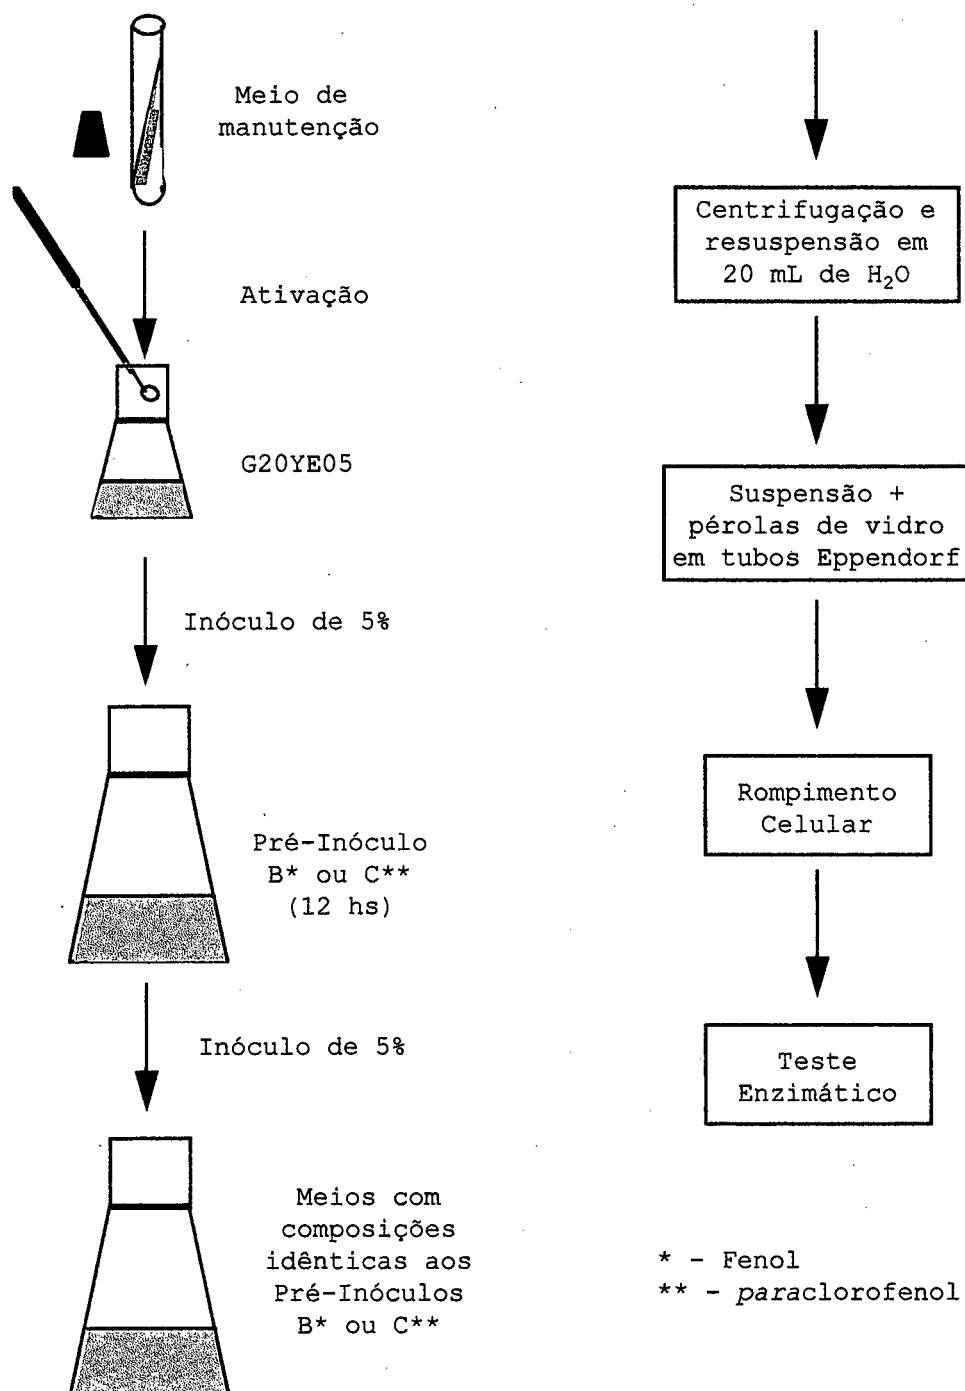 Meio de
manutenção
Ativação
G20YE05
Inóculo de 5%
Pré-Inóculo
B* ou C**
(12 hs)
Inóculo de 5%
Meios com
composições
idênticas aos
Pré-Inóculos
B* ou C**
Centrifugação e
resuspensão em
20 mL de H₂O
Suspensão +
pérolas de vidro
em tubos Eppendorf
Rompimento
Celular
Teste
Enzimático
* - Fenol
** - paraclorofenol